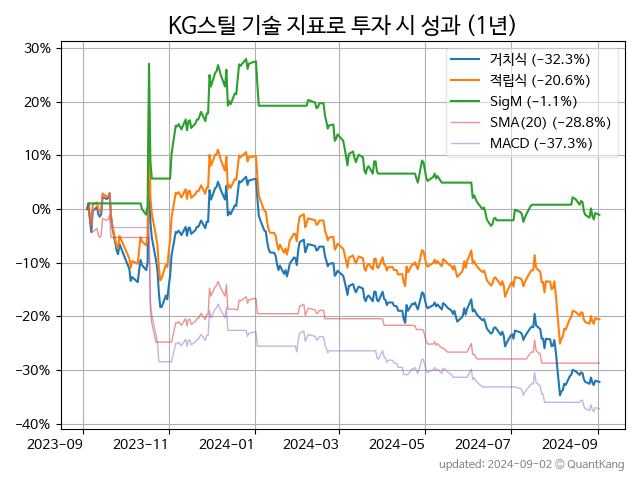 KG스틸 기술 지표로 투자 시 성과 (1년)
30%
20%
10%
0%
−10%
−20%
−30%
−40%
거치식 (−32.3%)
적립식 (−20.6%)
SigM (−1.1%)
SMA(20) (−28.8%)
MACD (−37.3%)
2023-09 2023-11 2024-01 2024-03 2024-05 2024-07 2024-09
updated: 2024-09-02 © QuantKang